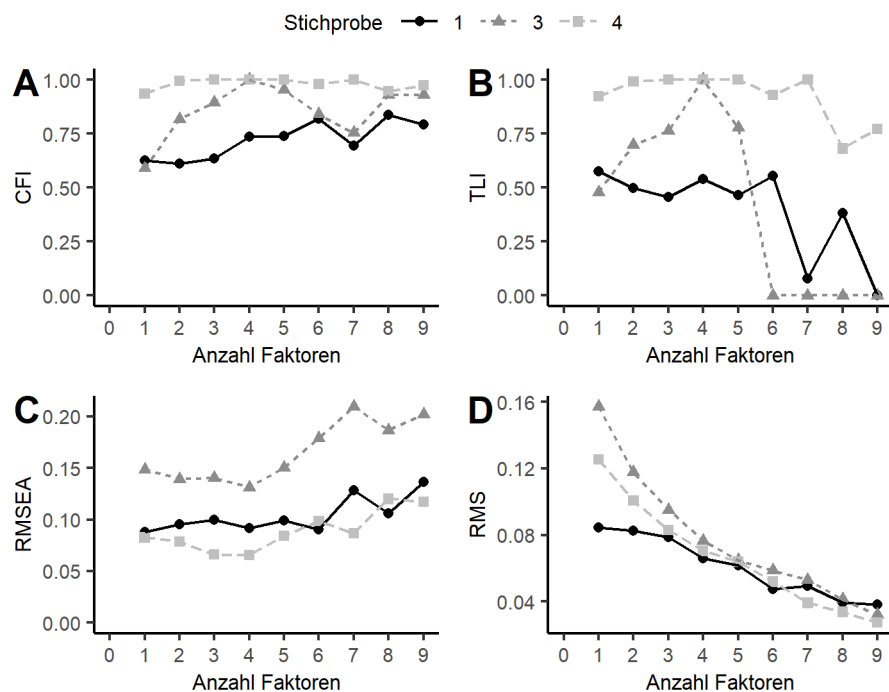 Stichprobe 1 3 4
A
CFI
1.00
0.75
0.50
0.25
0.00
0 1 2 3 4 5 6 7 8 9
Anzahl Faktoren
B
TLI
1.00
0.75
0.50
0.25
0.00
0 1 2 3 4 5 6 7 8 9
Anzahl Faktoren
C
RMSEA
0.20
0.15
0.10
0.05
0.00
0 1 2 3 4 5 6 7 8 9
Anzahl Faktoren
D
RMS
0.16
0.12
0.08
0.04
0 1 2 3 4 5 6 7 8 9
Anzahl Faktoren